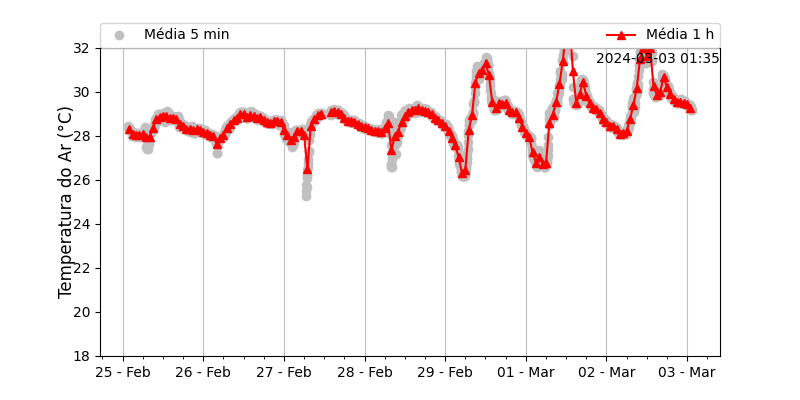 Média 5 min
Média 1 h
2024-03-03 01:35
Temperatura do Ar (°C)
32
30
28
26
24
22
20
18
25 - Feb
26 - Feb
27 - Feb
28 - Feb
29 - Feb
01 - Mar
02 - Mar
03 - Mar